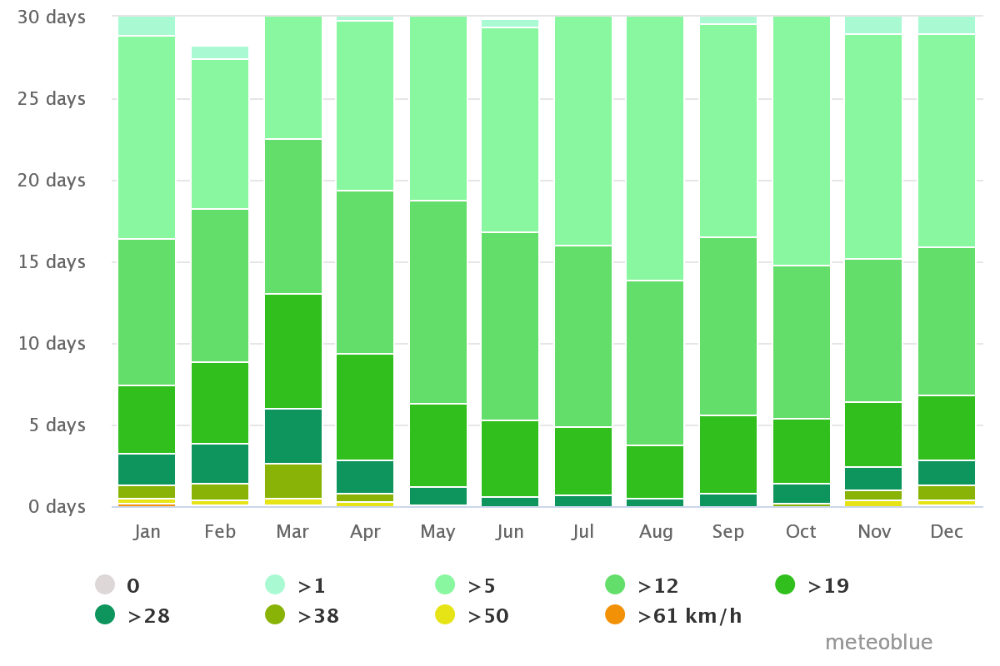 30 days
25 days
20 days
15 days
10 days
5 days
0 days
Jan Feb Mar Apr May Jun Jul Aug Sep Oct Nov Dec
0 >1 >5 >12 >19
>28 >38 >50 >61 km/h
meteoblue